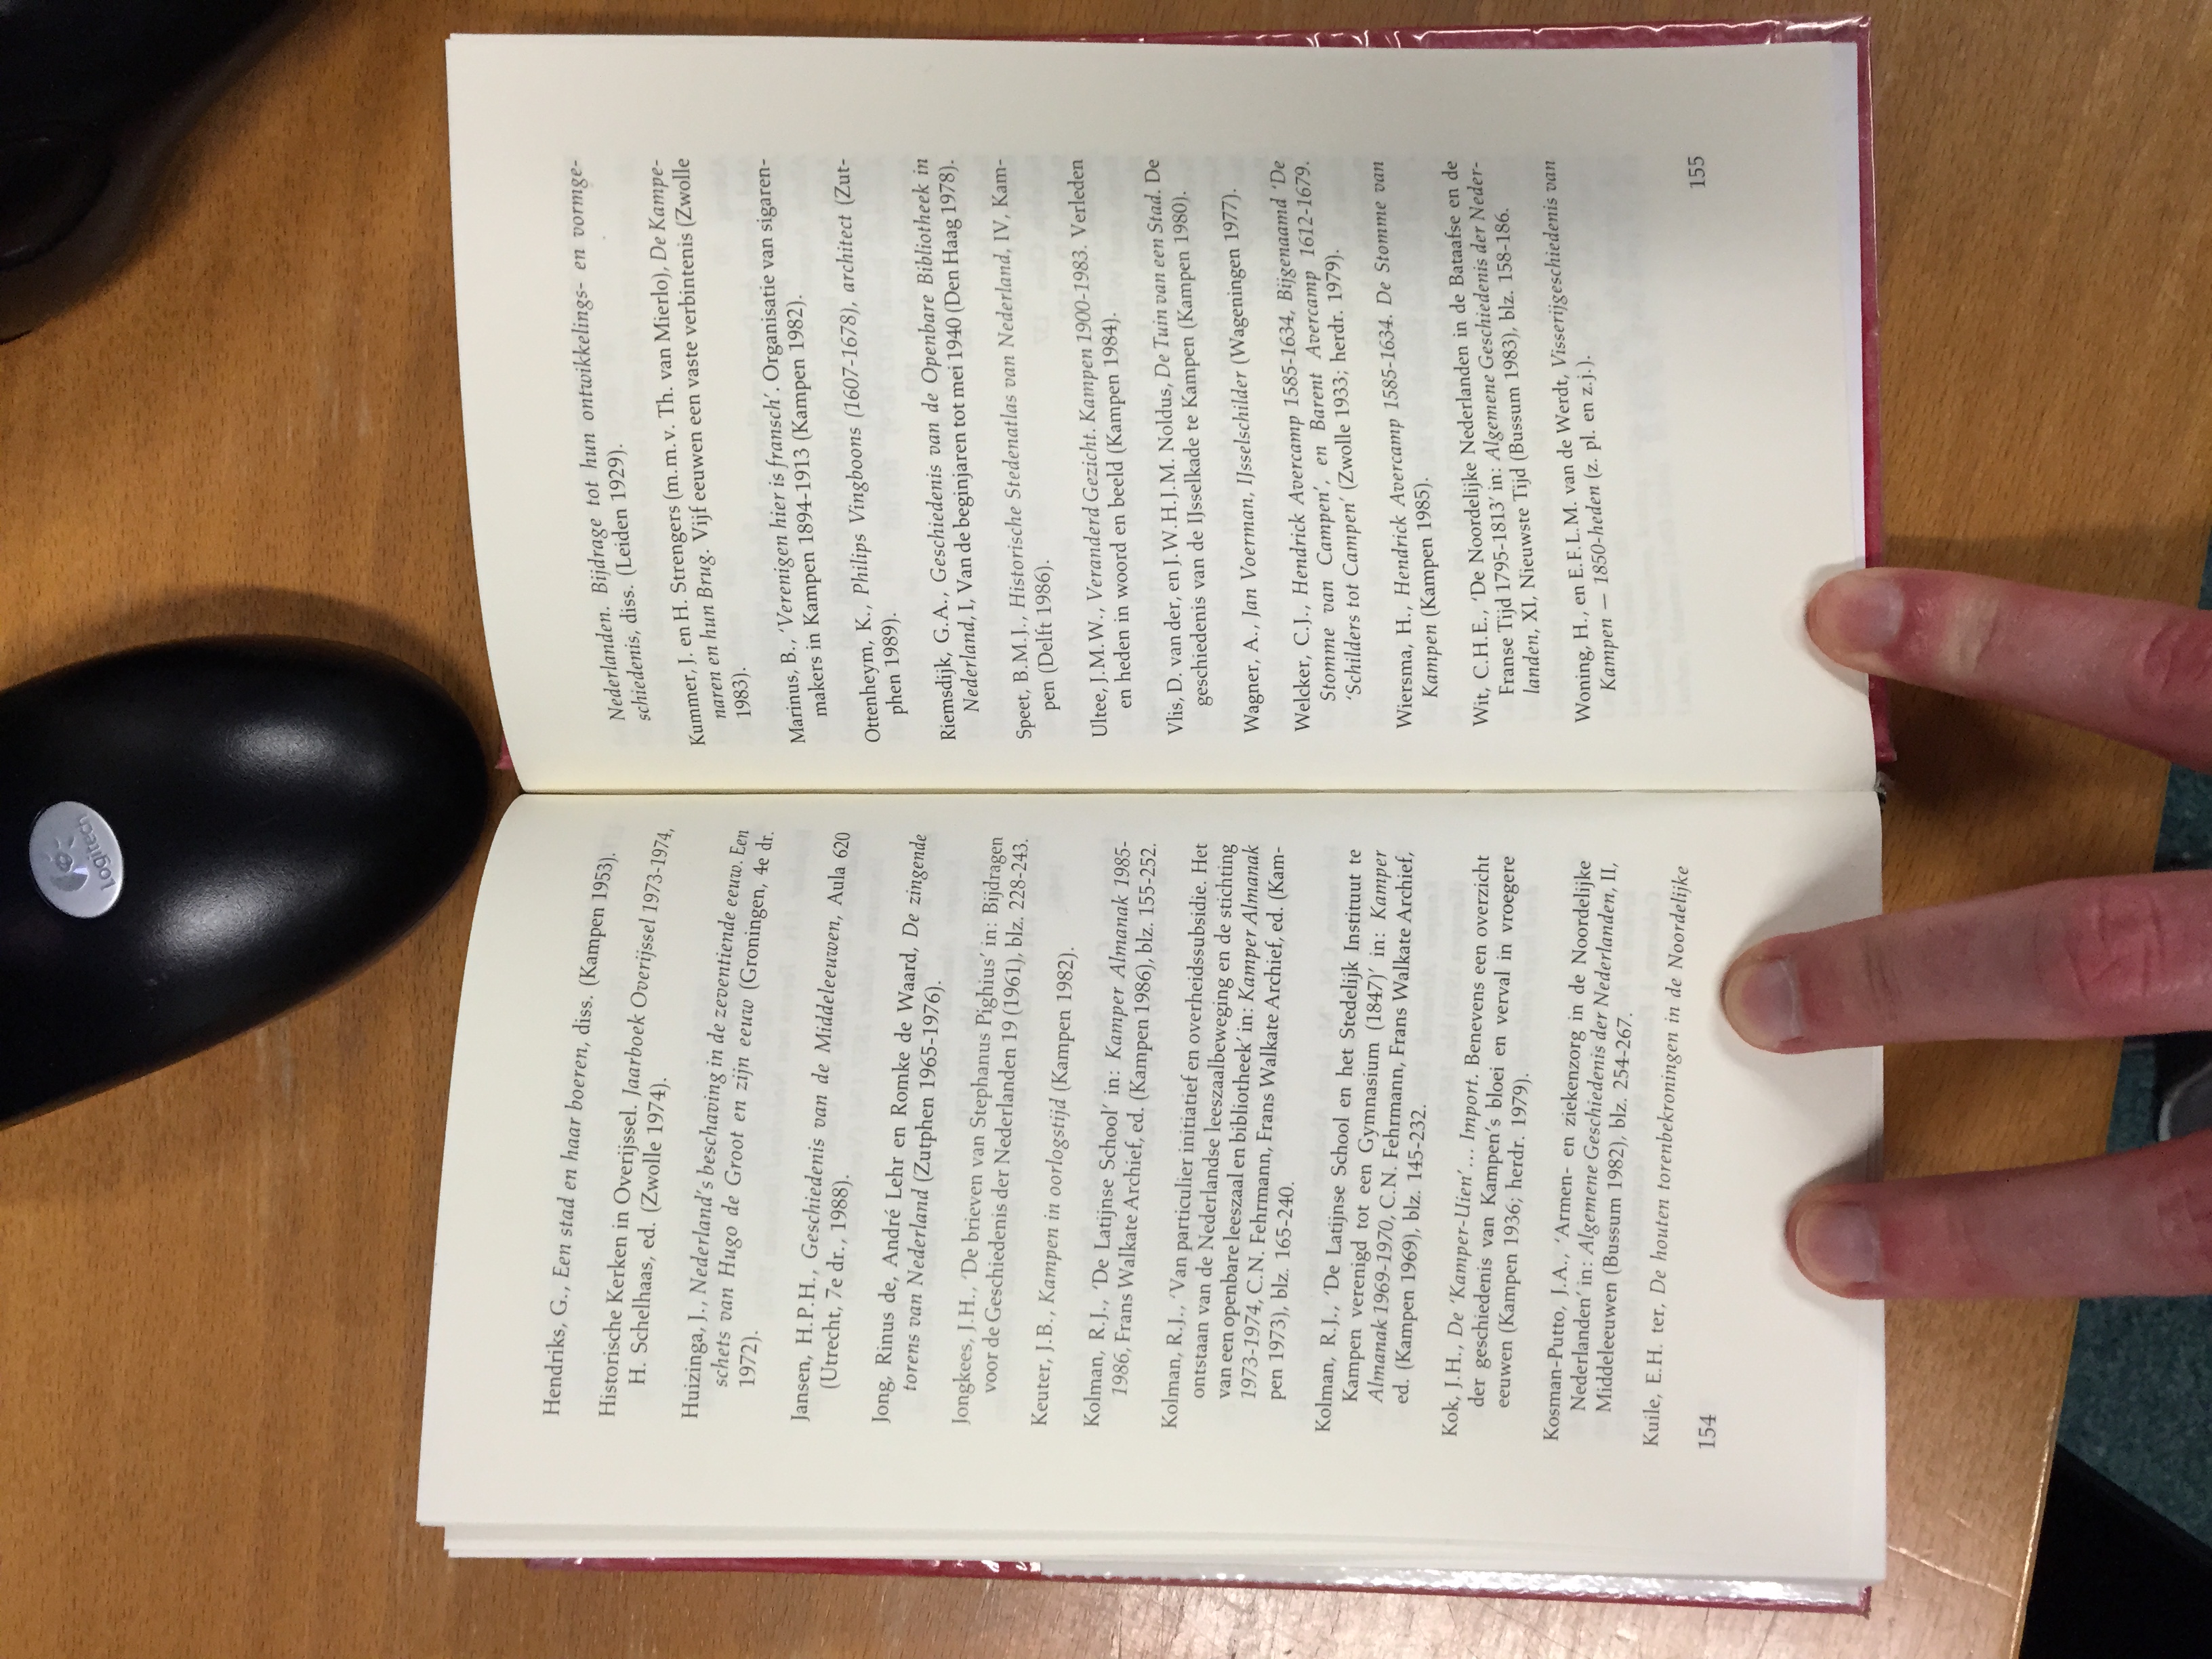 Hendriks, G., Een stad en haar boeren, diss. (Kampen 1953).
Historische Kerken in Overijssel. Jaarboek Overijssel 1973-1974,
H. Schelhaas, ed. (Zwolle 1974).
Huizinga, J., Nederland's beschaving in de zeventiende eeuw. Een
schets van Hugo de Groot en zijn eeuw (Groningen, 4e dr.
1972).
Jansen, H.P.H., Geschiedenis van de Middeleeuwen, Aula 620
(Utrecht, 7e dr., 1988).
Jong, Rinus de, André Lehr en Romke de Waard, De zingende
torens van Nederland (Zutphen 1965-1976).
Jongkees, J.H., 'De brieven van Stephanus Pighius' in: Bijdragen
voor de Geschiedenis der Nederlanden 19 (1961), blz. 228-243.
Keuter, J.B., Kampen in oorlogstijd (Kampen 1982).
Kolman, R.J., 'De Latijnse School' in: Kamper Almanak 1985-
1986, Frans Walkate Archief, ed. (Kampen 1986), blz. 155-252.
Kolman, R.J., 'Van particulier initiatief en overheidssubsidie. Het
ontstaan van de Nederlandse leeszaalbeweging en de stichting
van een openbare leeszaal en bibliotheek' in: Kamper Almanak
1973-1974, C.N. Fehrmann, Frans Walkate Archief, ed. (Kam-
pen 1973), blz. 165-240.
Kolman, R.J., 'De Latijnse School en het Stedelijk Instituut te
Kampen verenigd tot een Gymnasium (1847)' in: Kamper
Almanak 1969-1970, C.N. Fehrmann, Frans Walkate Archief,
ed. (Kampen 1969), blz. 145-232.
Kok, J.H., De 'Kamper-Uien'... Import. Benevens een overzicht
der geschiedenis van Kampen's bloei en verval in vroegere
eeuwen (Kampen 1936; herdr. 1979).
Kosman-Putto, J.A., 'Armen- en ziekenzorg in de Noordelijke
Nederlanden' in: Algemene Geschiedenis der Nederlanden, II,
Middeleeuwen (Bussum 1982), blz. 254-267.
Kuile, E.H. ter, De houten torenbekroningen in de Noordelijke
154
Nederlanden. Bijdrage tot hun ontwikkelings- en vormge-
schiedenis, diss. (Leiden 1929).
Kummer, J. en H. Strengers (m.m.v. Th. van Mierlo), De Kampe-
naren en hun Brug. Vijf eeuwen een vaste verbintenis (Zwolle
1983).
Marinus, B., 'Verenigen hier is fransch'. Organisatie van sigaren-
makers in Kampen 1894-1913 (Kampen 1982).
Ottenheym, K., Philips Vingboons (1607-1678), architect (Zut-
phen 1989).
Riemsdijk, G.A., Geschiedenis van de Openbare Bibliotheek in
Nederland, I, Van de beginjaren tot mei 1940 (Den Haag 1978).
Speet, B.M.J., Historische Stedenatlas van Nederland, IV, Kam-
pen (Delft 1986).
Ultee, J.M.W., Veranderd Gezicht. Kampen 1900-1983. Verleden
en heden in woord en beeld (Kampen 1984).
Vlis, D. van der, en J.W.H.J.M. Noldus, De Tuin van een Stad. De
geschiedenis van de IJsselkade te Kampen (Kampen 1980).
Wagner, A., Jan Voerman, IJsselschilder (Wageningen 1977).
Welcker, C.J., Hendrick Avercamp 1585-1634, Bijgenaamd 'De
Stomme van Campen', en Barent Avercamp 1612-1679.
'Schilders tot Campen' (Zwolle 1933; herdr. 1979).
Wiersma, H., Hendrick Avercamp 1585-1634. De Stomme van
Kampen (Kampen 1985).
Wit, C.H.E., 'De Noordelijke Nederlanden in de Bataafse en de
Franse Tijd 1795-1813' in: Algemene Geschiedenis der Neder-
landen, XI, Nieuwste Tijd (Bussum 1983), blz. 158-186.
Woning, H., en E.F.L.M. van de Werdt, Visserijgeschiedenis van
Kampen — 1850-heden (z. pl. en z.j.).
155
Logitech